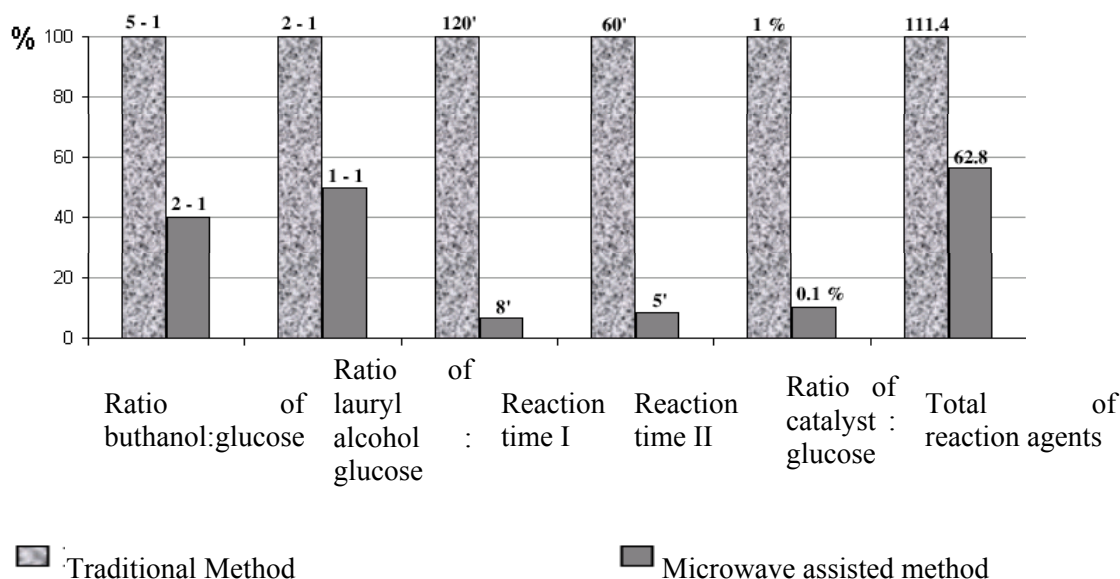 5 - 1 2 - 1 120' 60' 1 % 111.4
% 100
80
60
40
20
0
2 - 1 1 - 1 8' 5' 0.1 % 62.8
Ratio of
buthanol:glucose
Ratio of
lauryl
alcohol :
glucose
Reaction
time I
Reaction
time II
Ratio of
catalyst :
glucose
Total of
reaction agents
Traditional Method
Microwave assisted method